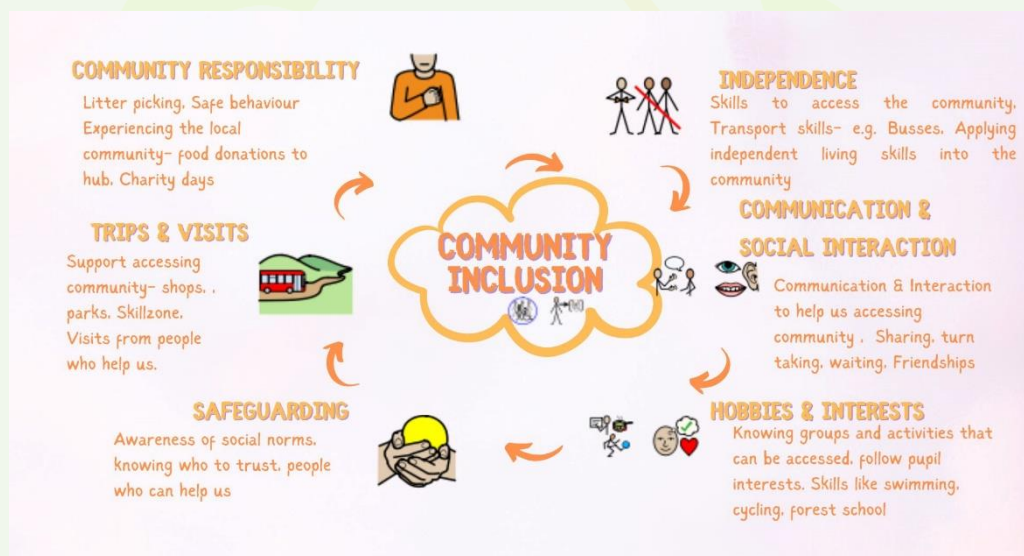 COMMUNITY RESPONSIBILITY
Litter picking. Safe behaviour
Experiencing the local
community- food donations to
hub. Charity days
INDEPENDENCE
Skills to access the community.
Transport skills- e.g. Busses. Applying
independent living skills into the
community
COMMUNICATION &
SOCIAL INTERACTION
Communication & Interaction
to help us accessing
community . Sharing, turn
taking, waiting. Friendships
HOBBIES & INTERESTS
Knowing groups and activities that
can be accessed, follow pupil
interests. Skills like swimming,
cycling, forest school
SAFEGUARDING
Awareness of social norms,
knowing who to trust, people
who can help us
TRIPS & VISITS
Support accessing
community- shops, .
parks. Skillzone.
Visits from people
who help us.
COMMUNITY
INCLUSION